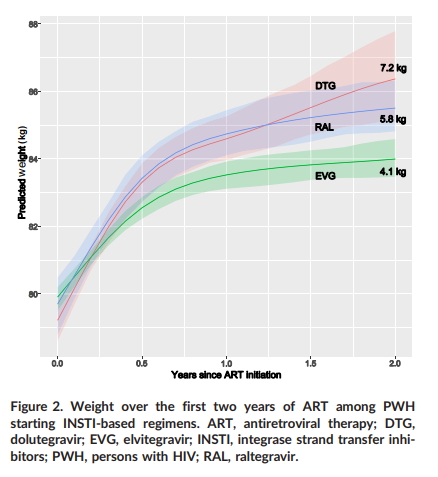 88
86
84
82
80
Predicted weight (kg)
7.2 kg
DTG
5.8 kg
RAL
4.1 kg
EVG
0.0 0.5 1.0 1.5 2.0
Years since ART initiation
Figure 2. Weight over the first two years of ART among PWH
starting INSTI-based regimens. ART, antiretroviral therapy; DTG,
dolutegravir; EVG, elvitegravir; INSTI, integrase strand transfer inhi-
bitors; PWH, persons with HIV; RAL, raltegravir.